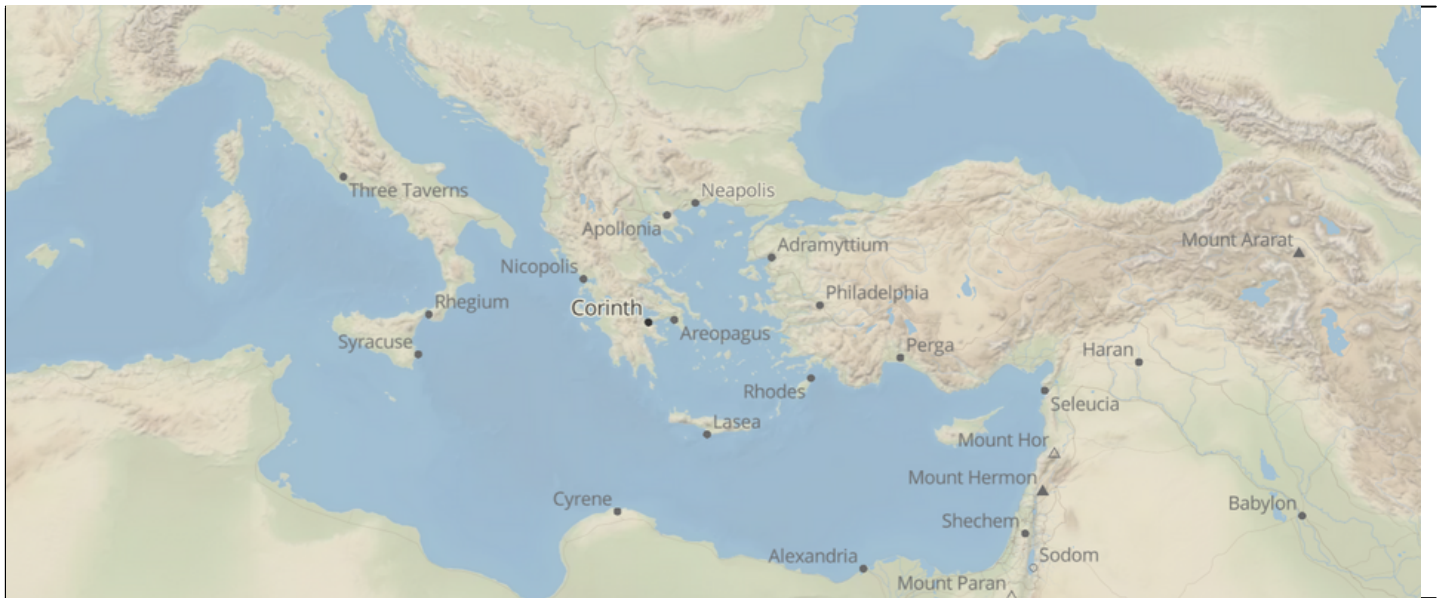 Neapolis
Three Taverns
Apollonia
Mount Ararat
Adramyttium
Nicopolis
Philadelphia
Rhegium
Corinth
Areopagus
Syracuse
Perga
Haran
Rhodes
Seleucia
Lasea
Mount Hor
Mount Hermon
Cyrene
Babylon
Shechem
Alexandria
Sodom
Mount Paran